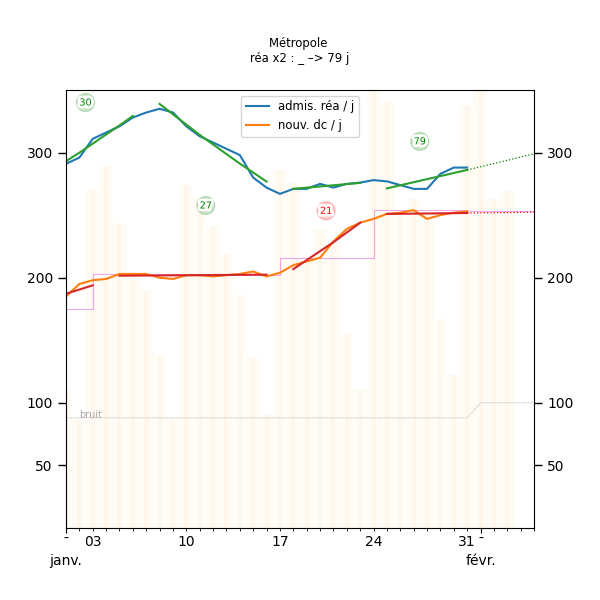 Métropole
réa x2 : _ –> 79 j
admis. réa / j
nouv. dc / j
30
79
27
21
300 300
200 200
100 100
bruit
50 50
- 03 10 17 24 31 -
janv. févr.